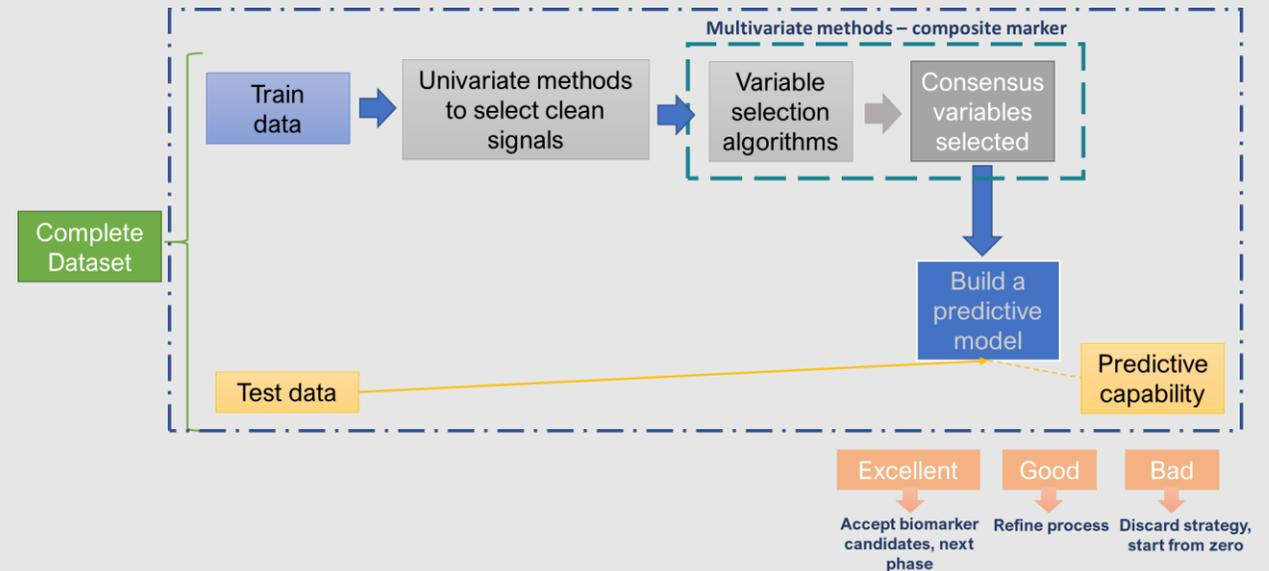 Multivariate methods – composite marker
Train
data
Univariate methods
to select clean
signals
Variable
selection
algorithms
Consensus
variables
selected
Complete
Dataset
Build a
predictive
model
Test data
Predictive
capability
Excellent
Good
Bad
Accept biomarker
candidates, next
phase
Refine process
Discard strategy,
start from zero